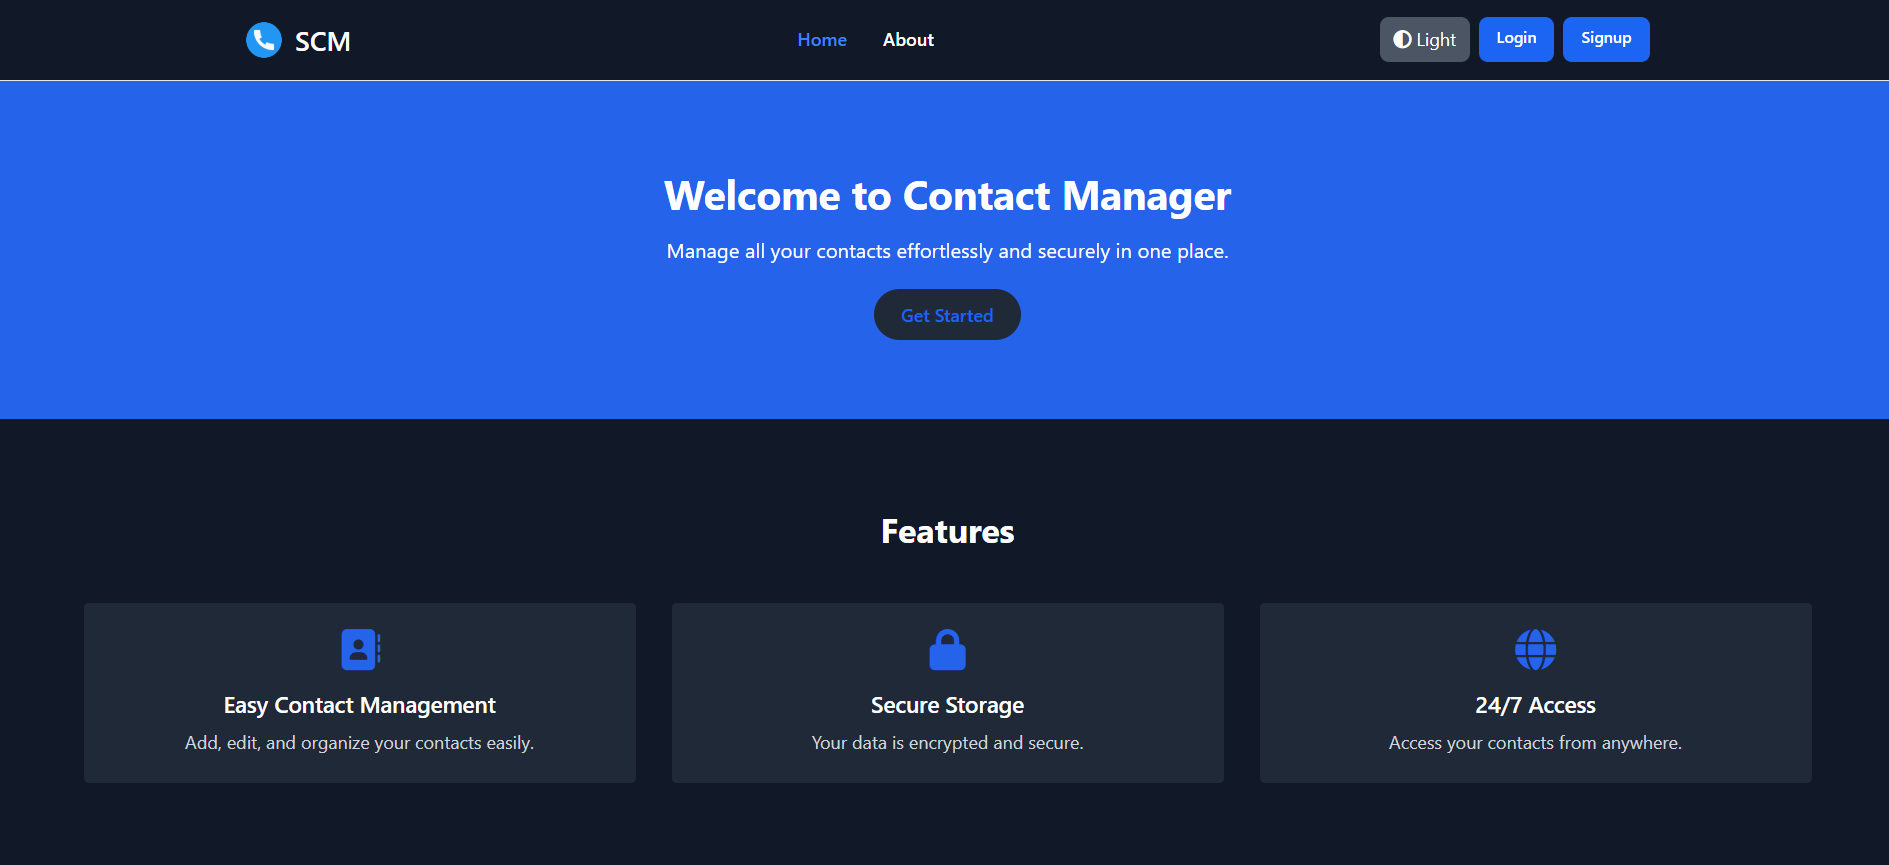 SCM
Home
About
Light
Login
Signup
Welcome to Contact Manager
Manage all your contacts effortlessly and securely in one place.
Get Started
Features
Easy Contact Management
Add, edit, and organize your contacts easily.
Secure Storage
Your data is encrypted and secure.
24/7 Access
Access your contacts from anywhere.